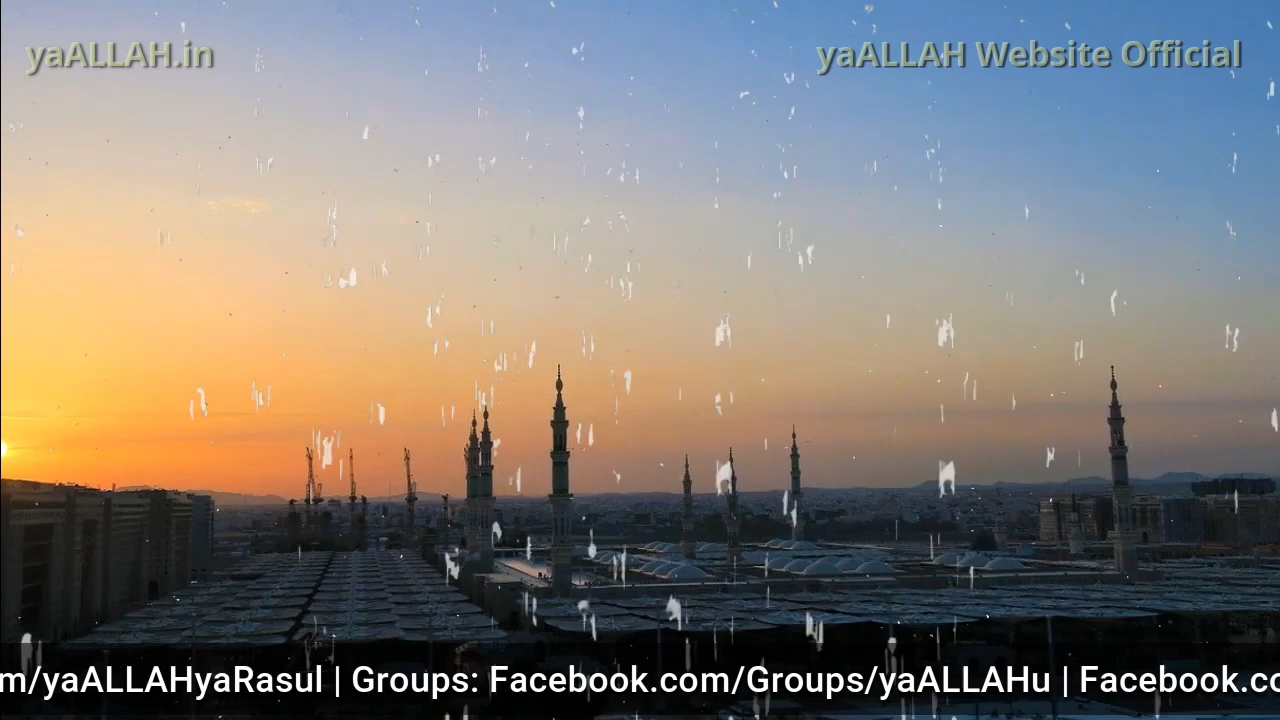 yaALLAH.in
yaALLAH Website Official
m/yaALLAHyaRasul | Groups: Facebook.com/Groups/yaALLAHu | Facebook.co